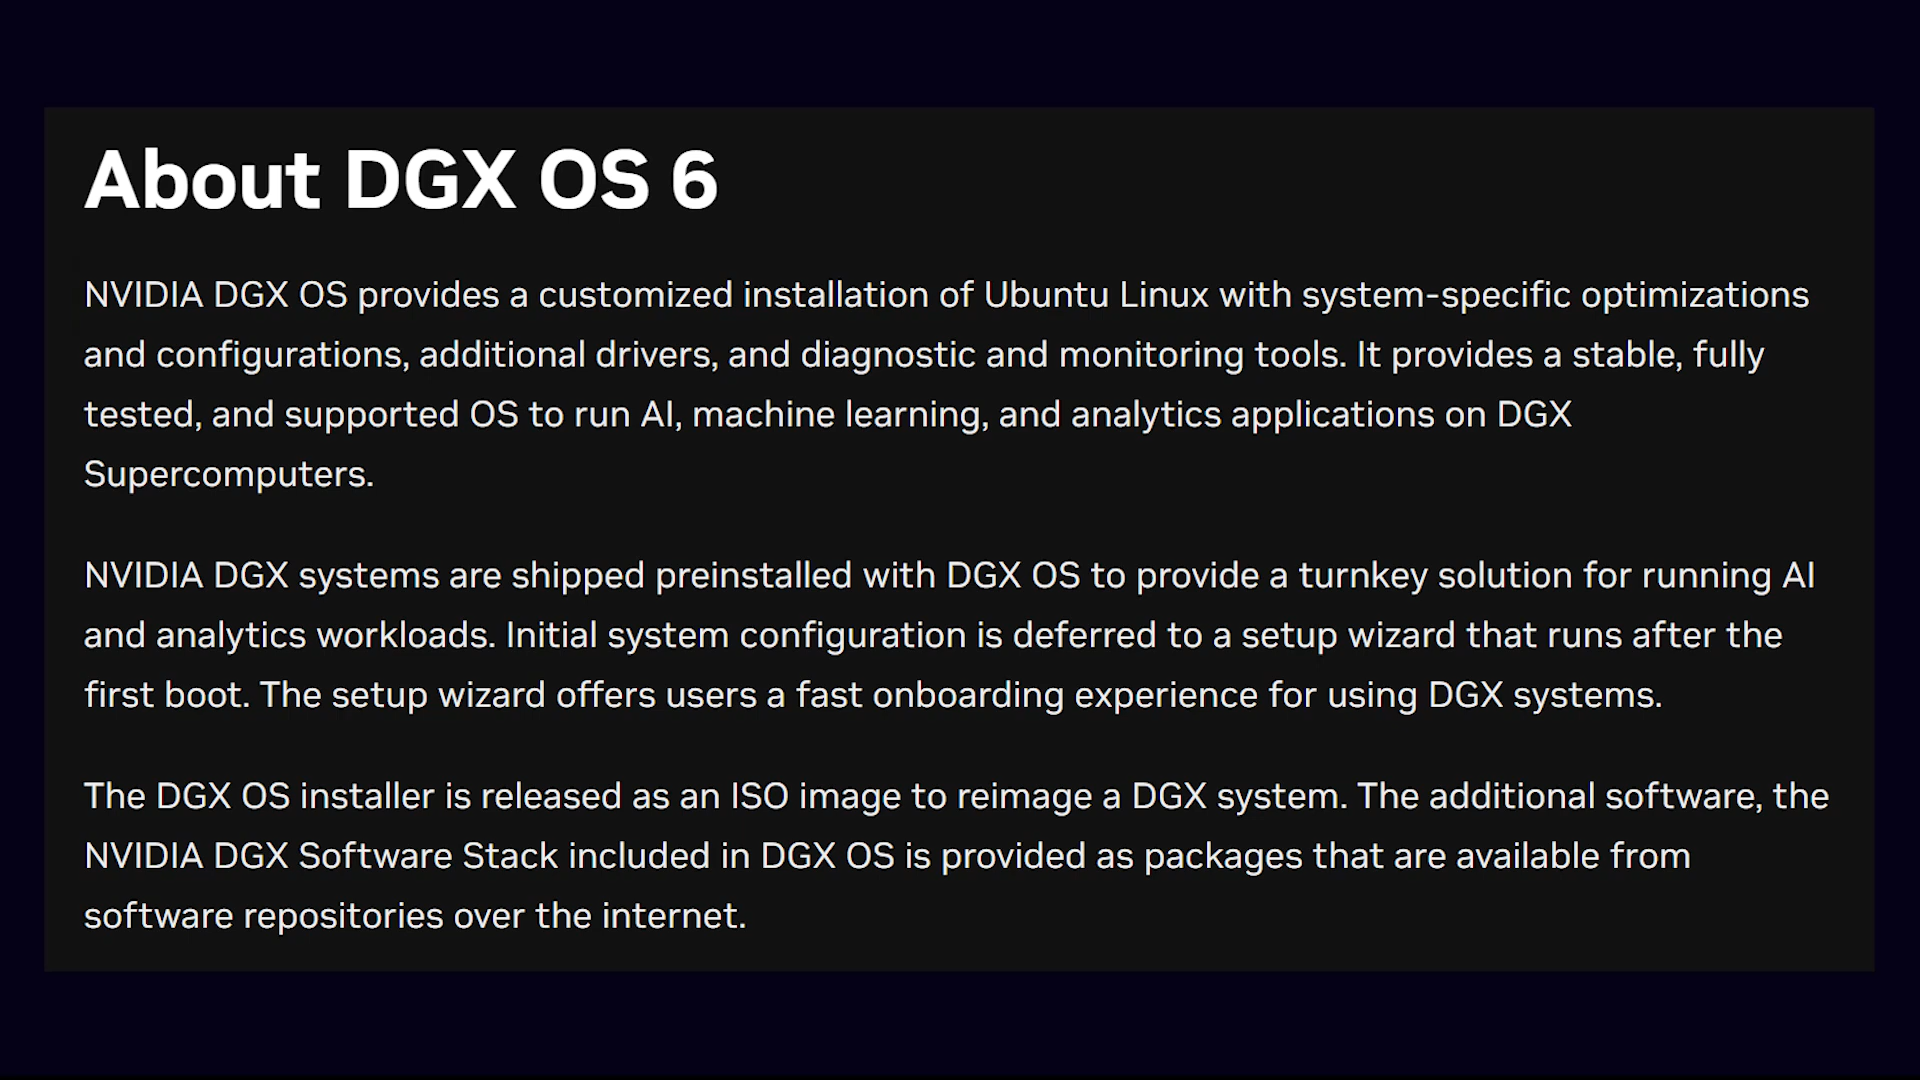 About DGX OS 6
NVIDIA DGX OS provides a customized installation of Ubuntu Linux with system-specific optimizations
and configurations, additional drivers, and diagnostic and monitoring tools. It provides a stable, fully
tested, and supported OS to run AI, machine learning, and analytics applications on DGX
Supercomputers.
NVIDIA DGX systems are shipped preinstalled with DGX OS to provide a turnkey solution for running AI
and analytics workloads. Initial system configuration is deferred to a setup wizard that runs after the
first boot. The setup wizard offers users a fast onboarding experience for using DGX systems.
The DGX OS installer is released as an ISO image to reimage a DGX system. The additional software, the
NVIDIA DGX Software Stack included in DGX OS is provided as packages that are available from
software repositories over the internet.